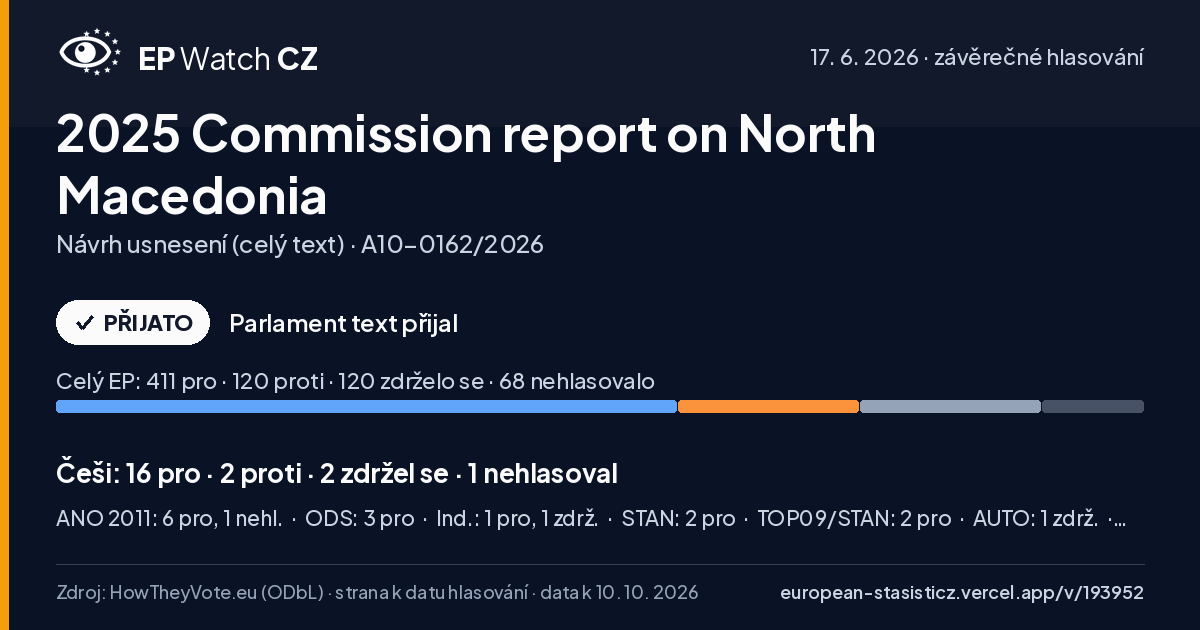 EP Watch CZ
17. 6. 2026 · závěrečné hlasování
2025 Commission report on North
Macedonia
Návrh usnesení (celý text) · A10–0162/2026
✓ PŘIJATO
Parlament text přijal
Celý EP: 411 pro · 120 proti · 120 zdrželo se · 68 nehlasovalo
Češi: 16 pro · 2 proti · 2 zdržel se · 1 nehlasoval
ANO 2011: 6 pro, 1 nehl. · ODS: 3 pro · Ind.: 1 pro, 1 zdrž. · STAN: 2 pro · TOP09/STAN: 2 pro · AUTO: 1 zdrž. ·…
Zdroj: HowTheyVote.eu (ODbL) · strana k datu hlasování · data k 10. 10. 2026
european-stasisticz.vercel.app/v/193952